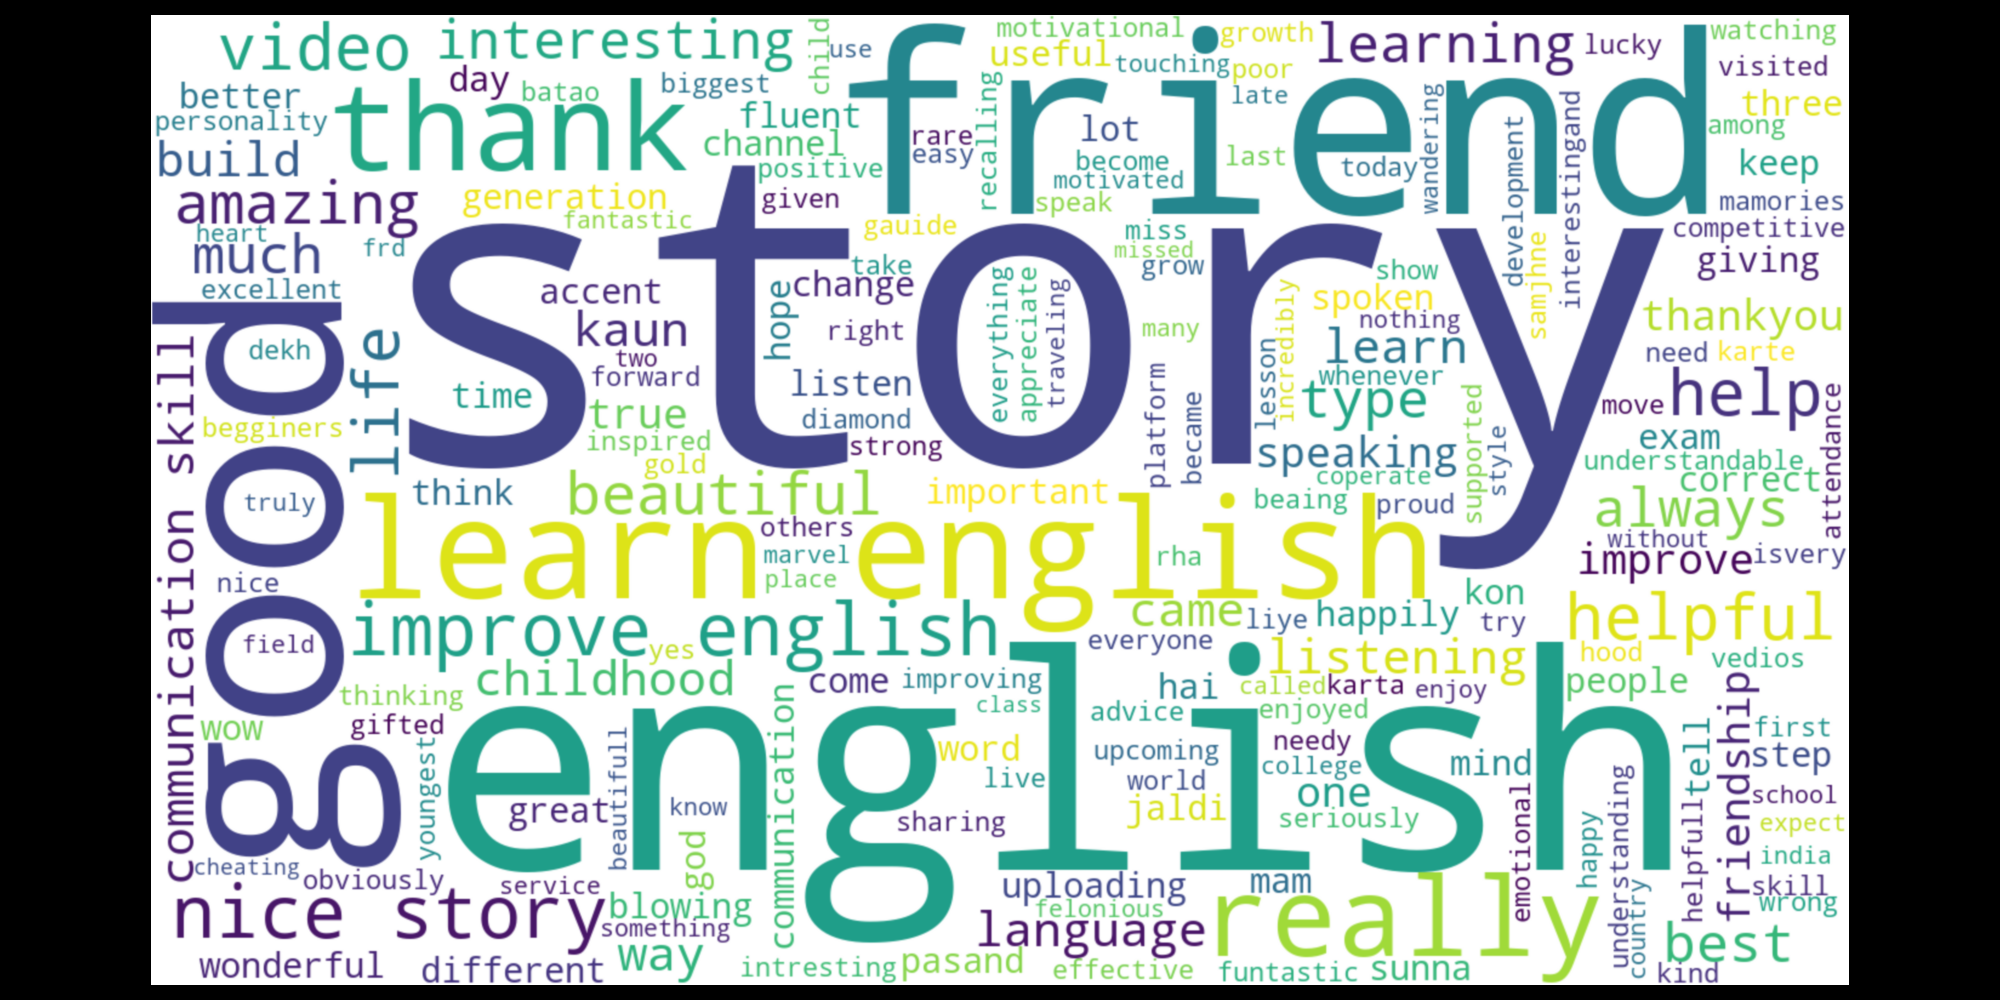 video
interesting
child
use
motivational
growth
learning
lucky
watching
friend
useful
touching
poor
visited
day
batao
biggest
better
thank
late
three
personality
fluent
recalling
rare
lot
wandering
among
build
channel
easy
become
last
today
keep
positive
motivated
development
interestingand
amazing
generation
given
speak
mamories
fantastic
gauide
miss
competitive
heart
much
frd
story
missed
samjhne
giving
excellent
take
grow
show
accent
change
hope
everything
appreciate
traveling
incredibly
spoken
thankyou
kaun
right
many
nothing
good
dekh
life
two
learn
need
karte
forward
listen
platform
lesson
whenever
time
true
diamond
became
type
supported
move
help
communication skill
begginers
inspired
strong
speaking
style
exam
attendance
gold
understandable
think
beautiful
important
coperate
correct
truly
beaing
proud
always
learn english
others
without
marvel
rha
improve
isvery
nice
place
kon
improve english
came
liye
happily
try
helpful
field
yes
everyone
listening
hood
vedios
childhood
come
improving
hai
called
karta
enjoy
people
thinking
communication
class
advice
enjoyed
wow
gifted
english
word
upcoming
needy
mind
tell
friendship
first
step
youngest
beautifull
live
world
college
great
know
jaldi
one
school
sharing
seriously
emotional
happy
understanding
helpfull
expect
cheating
god
india
obviously
service
uploading
mam
skill
nice story
blowing
felonious
really
country
wrong
something
language
best
wonderful
different
way
intresting
pasand
effective
funtastic
sunna
kind